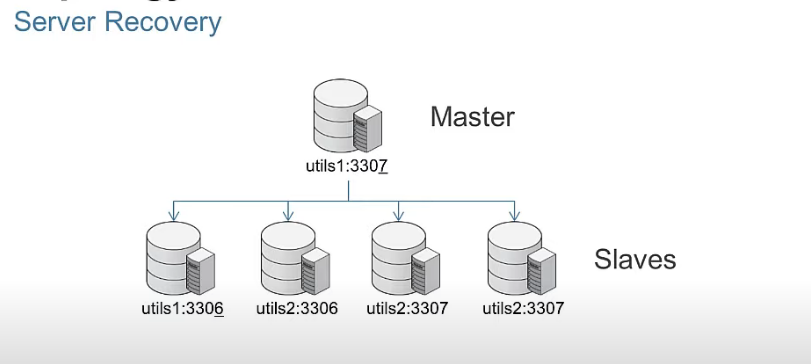 Server Recovery
Master
utils1:3307
Slaves
utils1:3306
utils2:3306
utils2:3307
utils2:3307